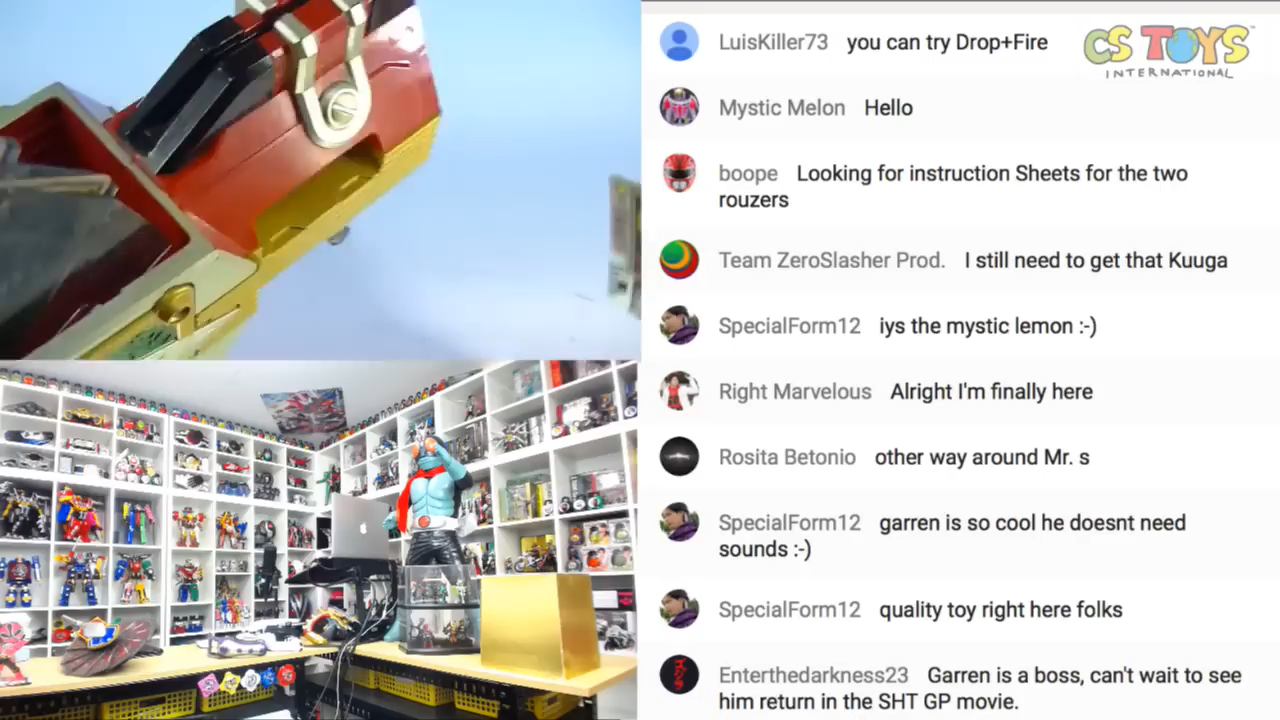 LuisKiller73 you can try Drop+Fire
CS TOYS
INTERNATIONAL
Mystic Melon Hello
boope Looking for instruction Sheets for the two
rouzers
Team ZeroSlasher Prod. I still need to get that Kuuga
SpecialForm12 iys the mystic lemon :-)
Right Marvelous Alright I'm finally here
Rosita Betonio other way around Mr. s
SpecialForm12 garren is so cool he doesnt need
sounds :-)
SpecialForm12 quality toy right here folks
Enterthedarkness23 Garren is a boss, can't wait to see
him return in the SHT GP movie.
ゴジラ